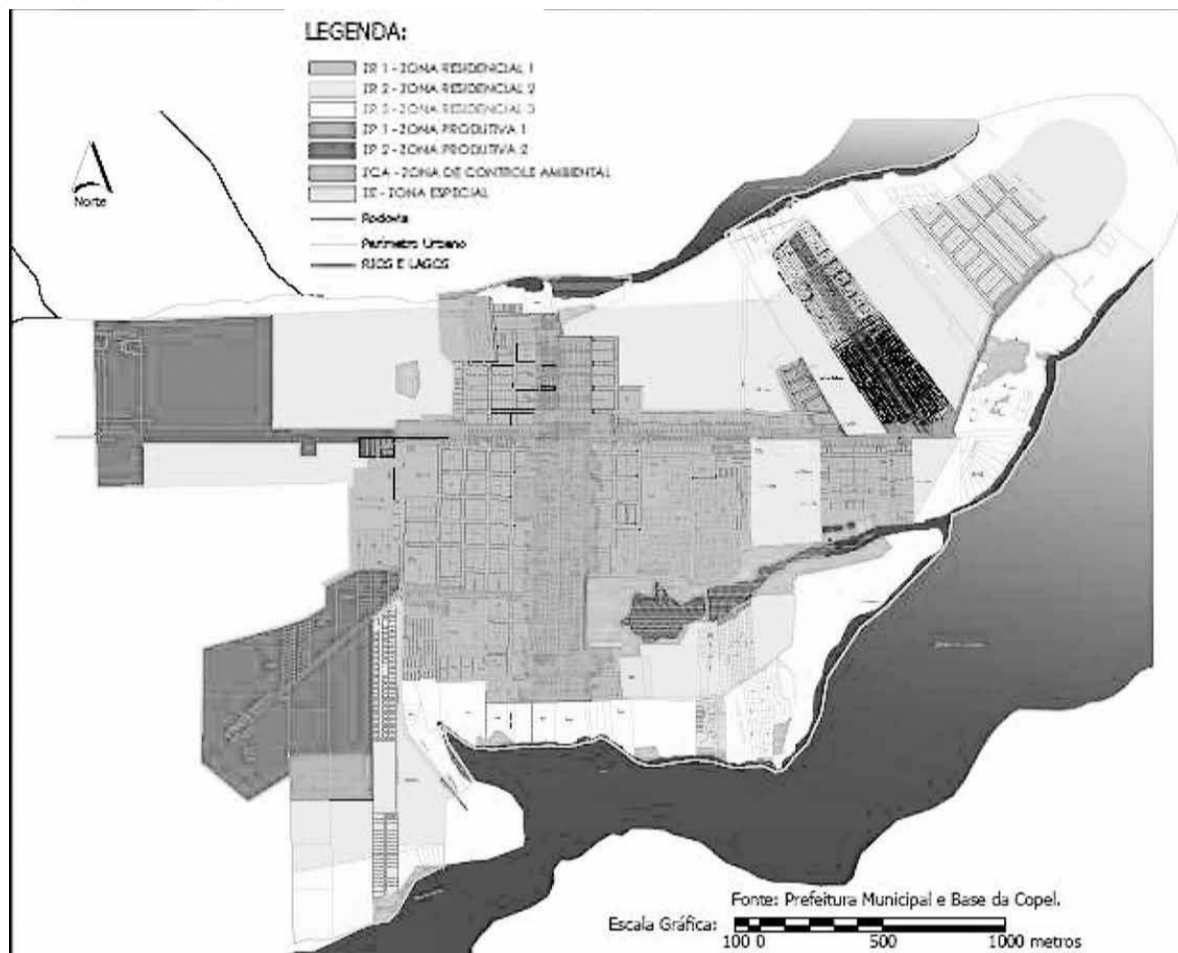 LEGENDA:
ZR 1 - ZONA RESIDENCIAL 1
ZR 2 - ZONA RESIDENCIAL 2
ZR 3 - ZONA RESIDENCIAL 3
ZP 1 - ZONA PRODUTIVA 1
ZP 2 - ZONA PRODUTIVA 2
ZCA - ZONA DE CONTROLE AMBIENTAL
ZE - ZONA ESPECIAL
Rodovia
Perímetro Urbano
RIOS E LAGOS
Norte
Fonte: Prefeitura Municipal e Base da Copel.
Escala Gráfica:
100 0 500 1000 metros